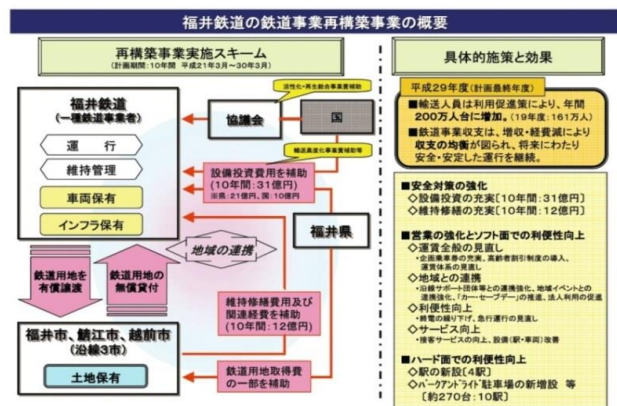 福井鉄道の鉄道事業再構築事業の概要
再構築事業実施スキーム
(計画期間:10年間 平成21年3月~30年3月)
活性化・再生総合事業費補助
福井鉄道
(一種鉄道事業者)
運 行
維持管理
車両保有
インフラ保有
協議会
国
輸送高度化事業費補助等
設備投資費用を補助
(10年間:31億円)
※県:21億円、国:10億円
福井県
地域の連携
鉄道用地を
有償譲渡
鉄道用地の
無償貸付
維持修繕費用及び
関連経費を補助
(10年間:12億円)
福井市、鯖江市、越前市
(沿線3市)
土地保有
鉄道用地取得費
の一部を補助
具体的施策と効果
平成29年度(計画最終年度)
■輸送人員は利用促進策により、年間
200万人台に増加。(19年度:161万人)
■鉄道事業収支は、増収・経費減により
収支の均衡が図られ、将来にわたり
安全・安定した運行を継続。
■安全対策の強化
◇設備投資の充実〔10年間:31億円〕
◇維持修繕の充実〔10年間:12億円〕
■営業の強化とソフト面での利便性向上
◇運賃全般の見直し
・企画乗車券の充実、高齢者割引制度の導入、
運賃体系の見直し
◇地域との連携
・沿線サポート団体等との連携強化、地域イベントとの
連携強化、「カー・セーブデー」の推進、法人利用の促進
◇利便性向上
・終電の繰り下げ、急行運行の見直し
◇サービス向上
・接客サービスの向上、設備(駅・車両)改善
■ハード面での利便性向上
◇駅の新設〔4駅〕
◇パークアンドライド駐車場の新増設 等
〔約270台:10駅〕